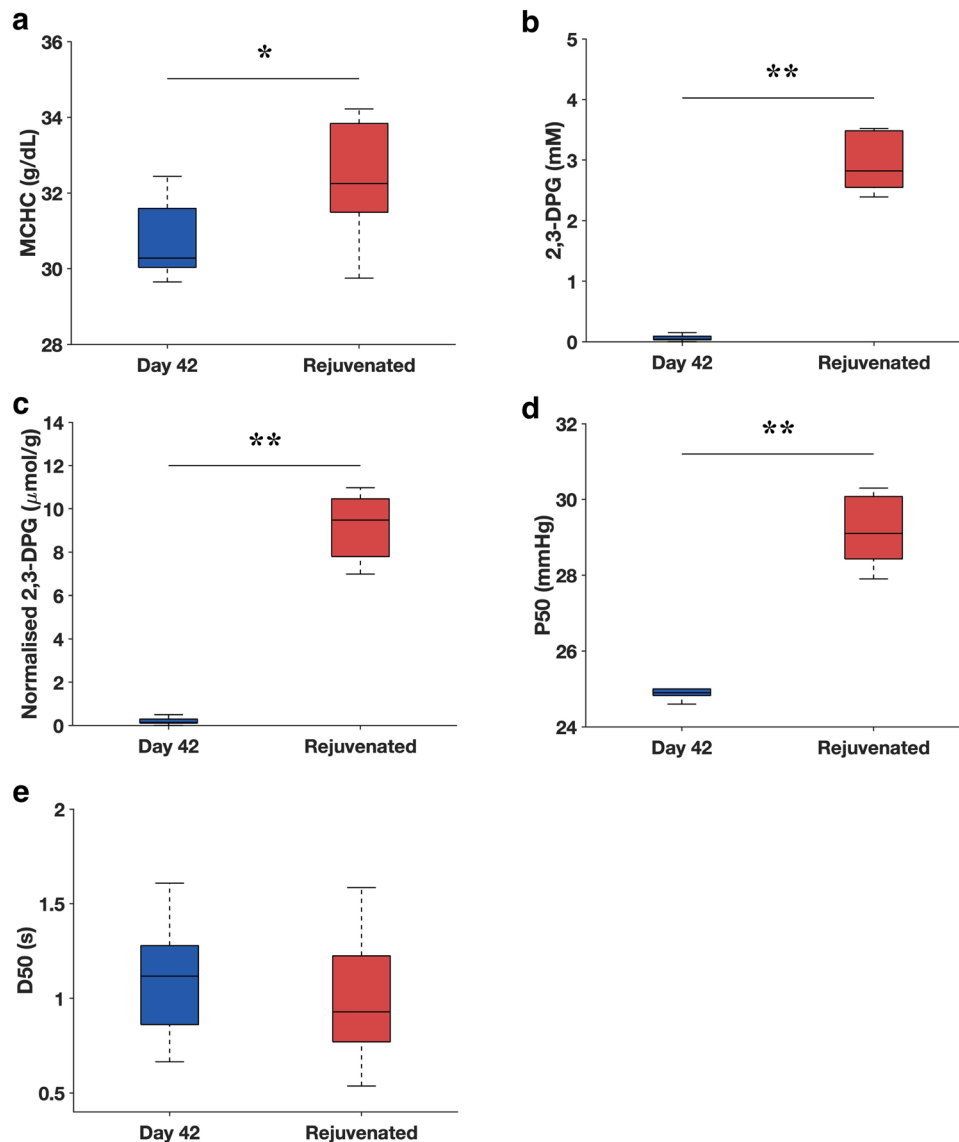 a
36
34
32
30
28
MCHC (g/dL)
*
Day 42
Rejuvenated
b
5
4
3
2
1
0
2,3-DPG (mM)
**
Day 42
Rejuvenated
c
14
12
10
8
6
4
2
0
Normalised 2,3-DPG (μmol/g)
**
Day 42
Rejuvenated
d
32
30
28
26
24
P50 (mmHg)
**
Day 42
Rejuvenated
e
2
1.5
1
0.5
D50 (s)
Day 42
Rejuvenated